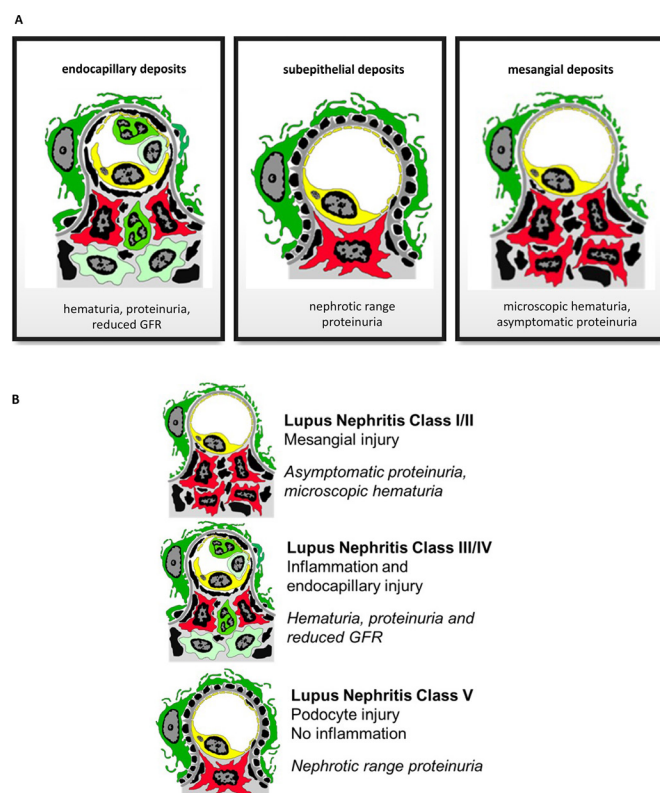 A
endocapillary deposits
hematuria, proteinuria,
reduced GFR
subepithelial deposits
nephrotic range
proteinuria
mesangial deposits
microscopic hematuria,
asymptomatic proteinuria
B
Lupus Nephritis Class I/II
Mesangial injury
Asymptomatic proteinuria,
microscopic hematuria
Lupus Nephritis Class III/IV
Inflammation and
endocapillary injury
Hematuria, proteinuria and
reduced GFR
Lupus Nephritis Class V
Podocyte injury
No inflammation
Nephrotic range proteinuria